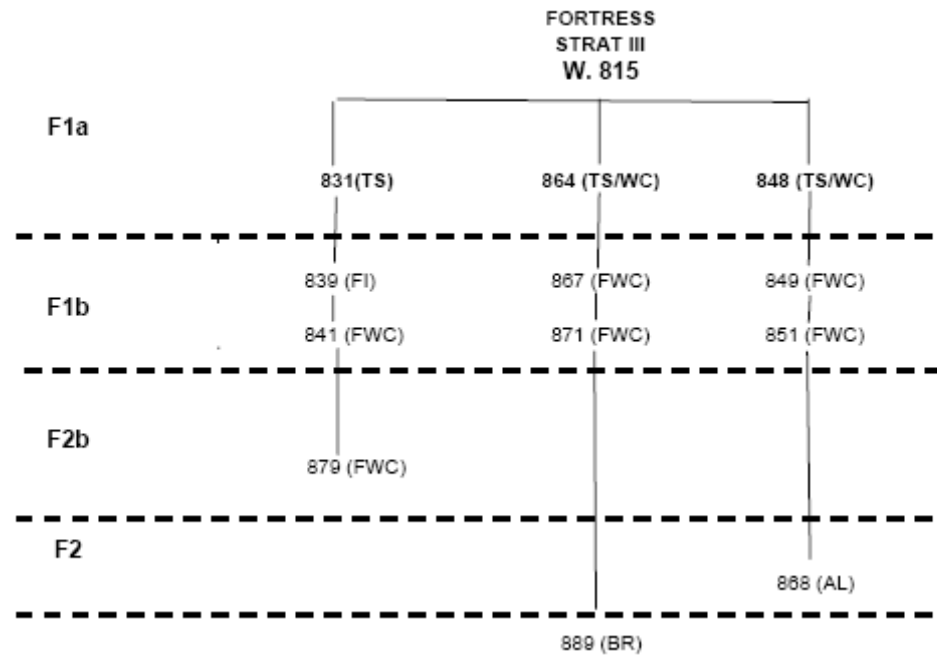 FORTRESS
STRAT III
W. 815
F1a
831(TS) 864 (TS/WC) 848 (TS/WC)
839 (FI) 867 (FWC) 849 (FWC)
F1b
841 (FWC) 871 (FWC) 851 (FWC)
F2b
879 (FWC)
F2
868 (AL)
889 (BR)